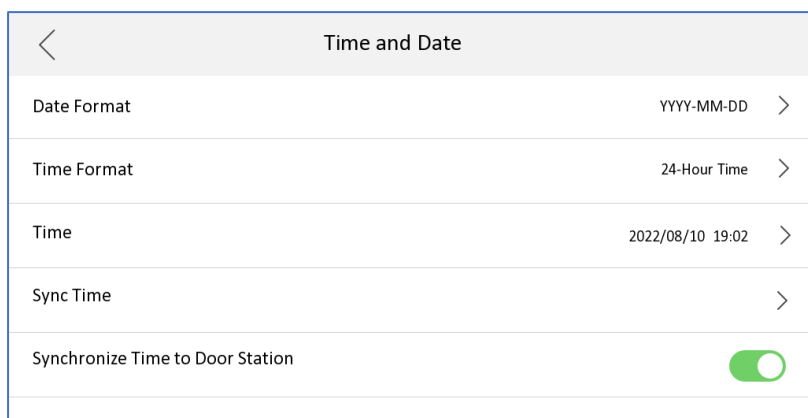 Time and Date
Date Format YYYY-MM-DD
Time Format 24-Hour Time
Time 2022/08/10 19:02
Sync Time
Synchronize Time to Door Station